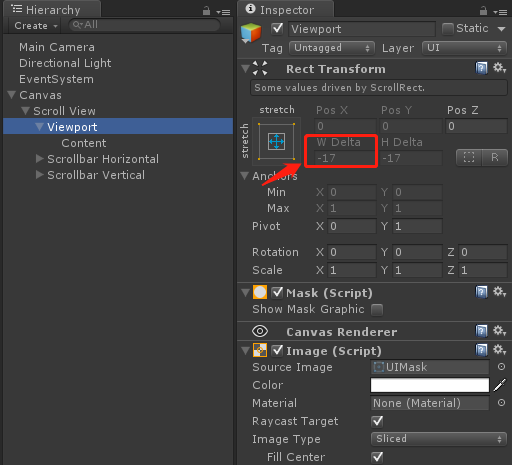 Hierarchy
Create
All
Main Camera
Directional Light
EventSystem
Canvas
Scroll View
Viewport
Content
Scrollbar Horizontal
Scrollbar Vertical
Inspector
Viewport Static
Tag Untagged Layer UI
Rect Transform
Some values driven by ScrollRect.
stretch Pos X Pos Y Pos Z
stretch 0 0 0
W Delta H Delta
-17 -17 R
Anchors
Min X 0 Y 0
Max X 1 Y 1
Pivot X 0 Y 1
Rotation X 0 Y 0 Z 0
Scale X 1 Y 1 Z 1
Mask (Script)
Show Mask Graphic
Canvas Renderer
Image (Script)
Source Image UIMask
Color
Material None (Material)
Raycast Target
Image Type Sliced
Fill Center